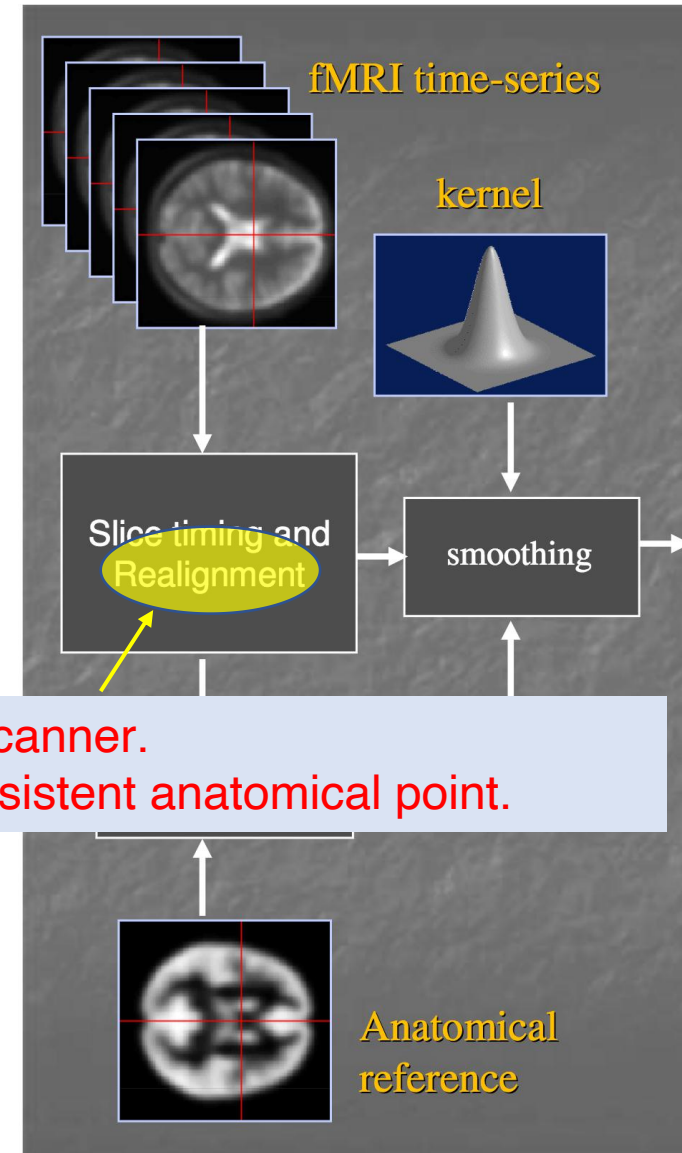 fMRI time-series
kernel
Slice timing and
Realignment
smoothing
canner.
sistent anatomical point.
Anatomical
reference